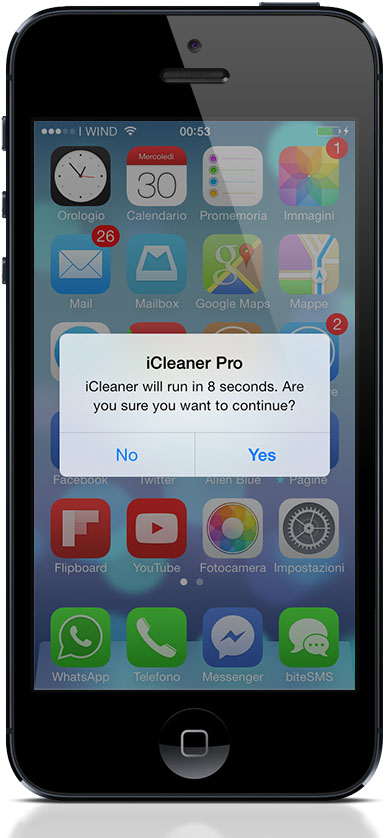 I WIND 00:53
1
Mercoledì
30
Orologio Calendario Promemoria Immagini
26
Google
g
Mail Mailbox Google Maps Mappe
2
iCleaner Pro
iCleaner will run in 8 seconds. Are
you sure you want to continue?
No Yes
Facebook Twitter Alien Blue Pagine
YouTube
Flipboard YouTube Fotocamera Impostazioni
WhatsApp Telefono Messenger biteSMS